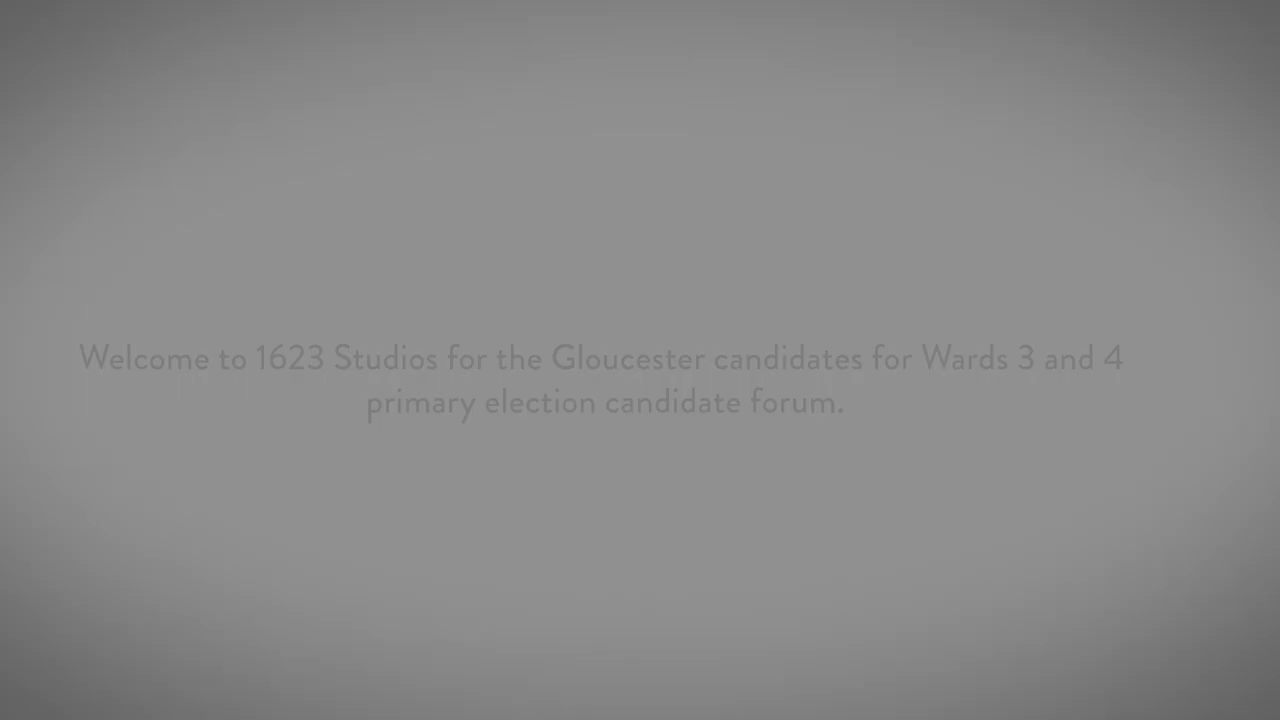 Welcome to 1623 Studios for the Gloucester candidates for Wards 3 and 4
primary election candidate forum.